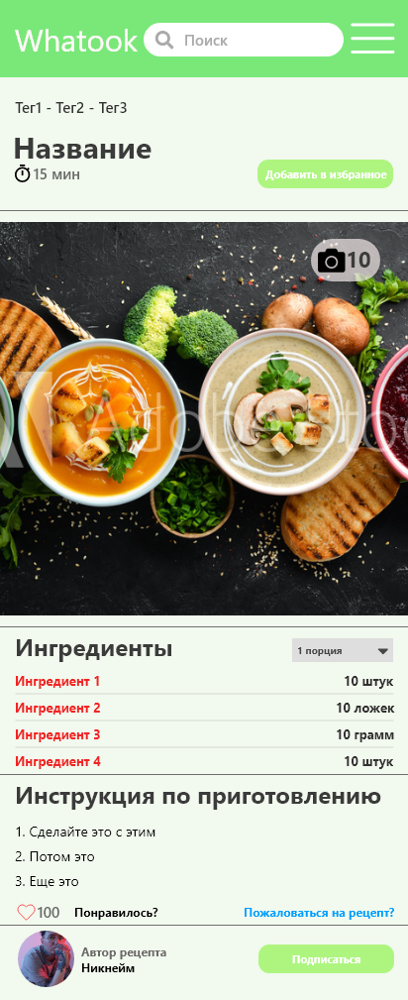 Whatook
Поиск
Тег1 - Тег2 - Тег3
Название
15 мин
Добавить в избранное
10
Ингредиенты
1 порция
Ингредиент 1 10 штук
Ингредиент 2 10 ложек
Ингредиент 3 10 грамм
Ингредиент 4 10 штук
Инструкция по приготовлению
1. Сделайте это с этим
2. Потом это
3. Еще это
100 Понравилось? Пожаловаться на рецепт?
Автор рецепта
Никнейм
Подписаться